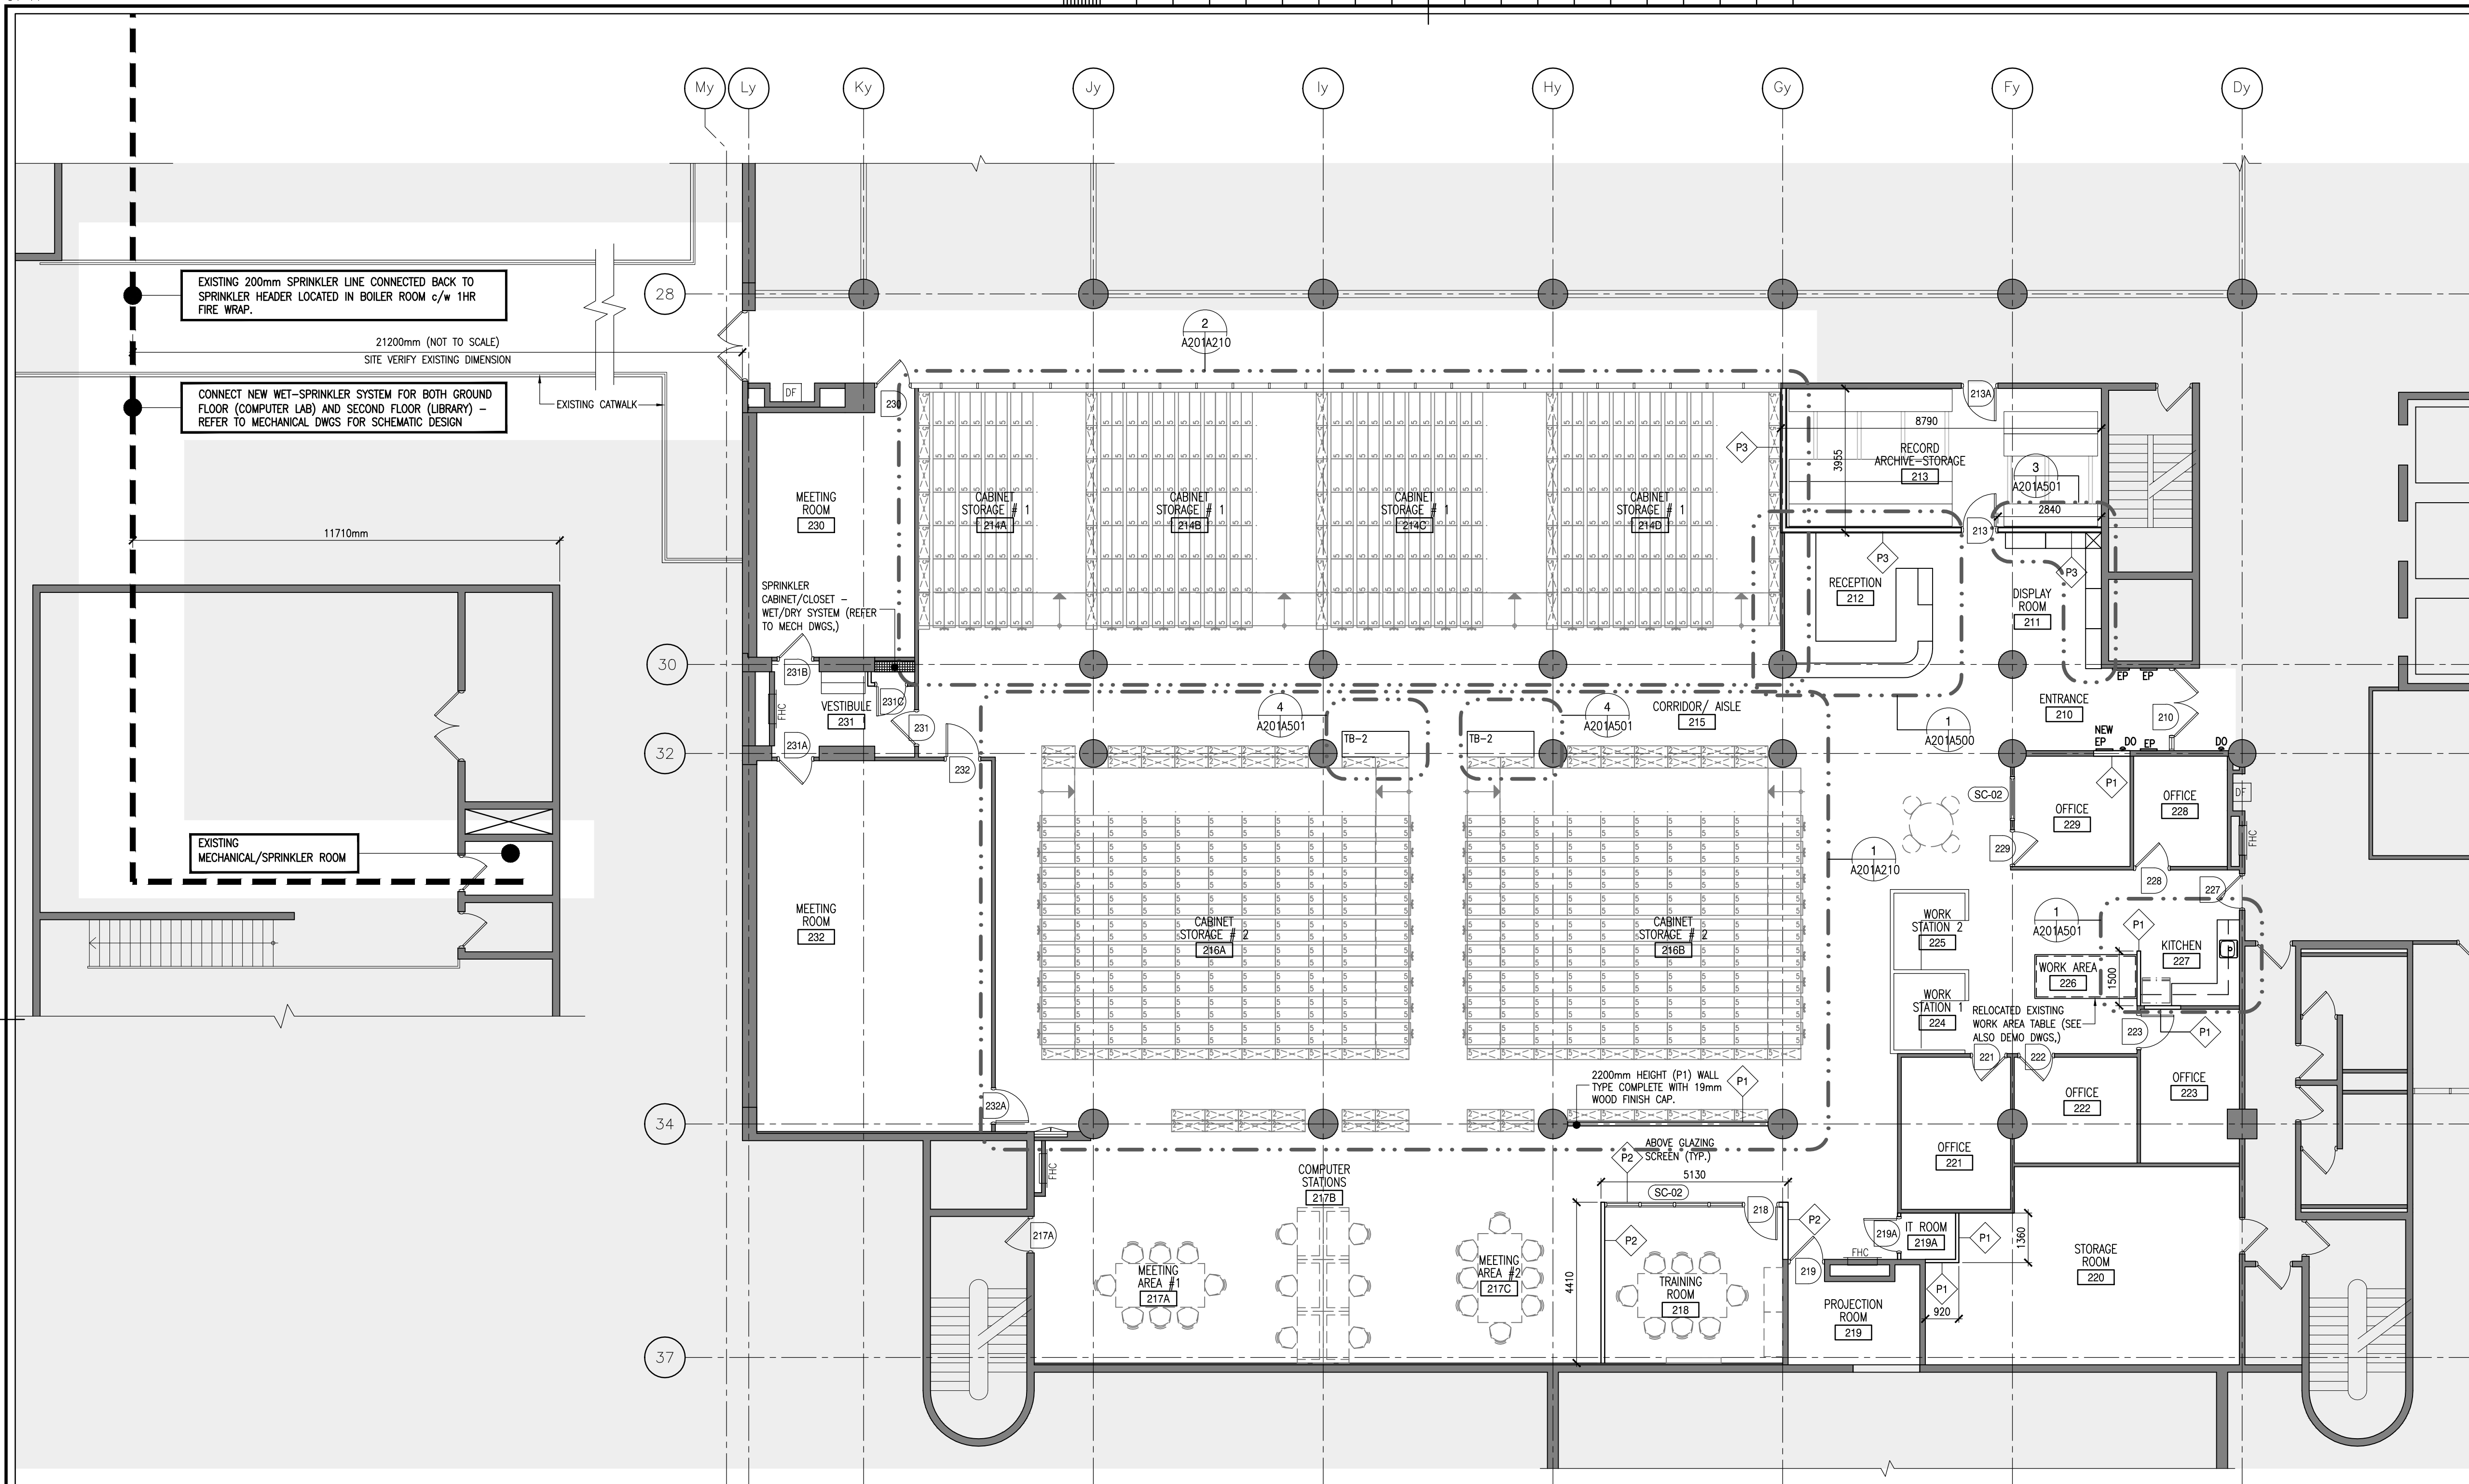 My
Ly
Ky
Jy
Iy
Hy
Gy
Fy
Dy
28
30
32
34
37
EXISTING 200mm SPRINKLER LINE CONNECTED BACK TO
SPRINKLER HEADER LOCATED IN BOILER ROOM c/w 1HR
FIRE WRAP.
21200mm (NOT TO SCALE)
SITE VERIFY EXISTING DIMENSION
CONNECT NEW WET-SPRINKLER SYSTEM FOR BOTH GROUND
FLOOR (COMPUTER LAB) AND SECOND FLOOR (LIBRARY) -
REFER TO MECHANICAL DWGS FOR SCHEMATIC DESIGN
EXISTING CATWALK
11710mm
EXISTING
MECHANICAL/SPRINKLER ROOM
2
A201A210
DF
230
MEETING
ROOM
230
SPRINKLER
CABINET/CLOSET -
WET/DRY SYSTEM (REFER
TO MECH DWGS,)
CABINET
STORAGE # 1
214A
CABINET
STORAGE # 1
214B
CABINET
STORAGE # 1
214C
CABINET
STORAGE # 1
214D
P3
213A
8790
3955
RECORD
ARCHIVE-STORAGE
213
3
A201A501
2840
213
P3
P3
RECEPTION
212
DISPLAY
ROOM
211
EP
EP
ENTRANCE
210
210
NEW
EP
DO
EP
DO
231B
231C
VESTIBULE
231
FHC
231
231A
232
4
A201A501
4
A201A501
CORRIDOR/ AISLE
215
1
A201A500
TB-2
TB-2
SC-02
P1
OFFICE
229
OFFICE
228
DF
FHC
229
228
227
1
A201A210
MEETING
ROOM
232
CABINET
STORAGE # 2
216A
CABINET
STORAGE # 2
216B
WORK
STATION 2
225
1
A201A501
P1
KITCHEN
227
P
WORK AREA
226
1500
WORK
STATION 1
224
RELOCATED EXISTING
WORK AREA TABLE (SEE
ALSO DEMO DWGS,)
223
P1
221
222
OFFICE
223
OFFICE
222
OFFICE
221
2200mm HEIGHT (P1) WALL
TYPE COMPLETE WITH 19mm
WOOD FINISH CAP.
P1
232A
ABOVE GLAZING
SCREEN (TYP.)
P2
5130
SC-02
FHC
217A
COMPUTER
STATIONS
217B
218
P2
P2
4410
MEETING
AREA #1
217A
MEETING
AREA #2
217C
TRAINING
ROOM
218
219A
IT ROOM
219A
P1
1360
FHC
219
P1
920
PROJECTION
ROOM
219
STORAGE
ROOM
220